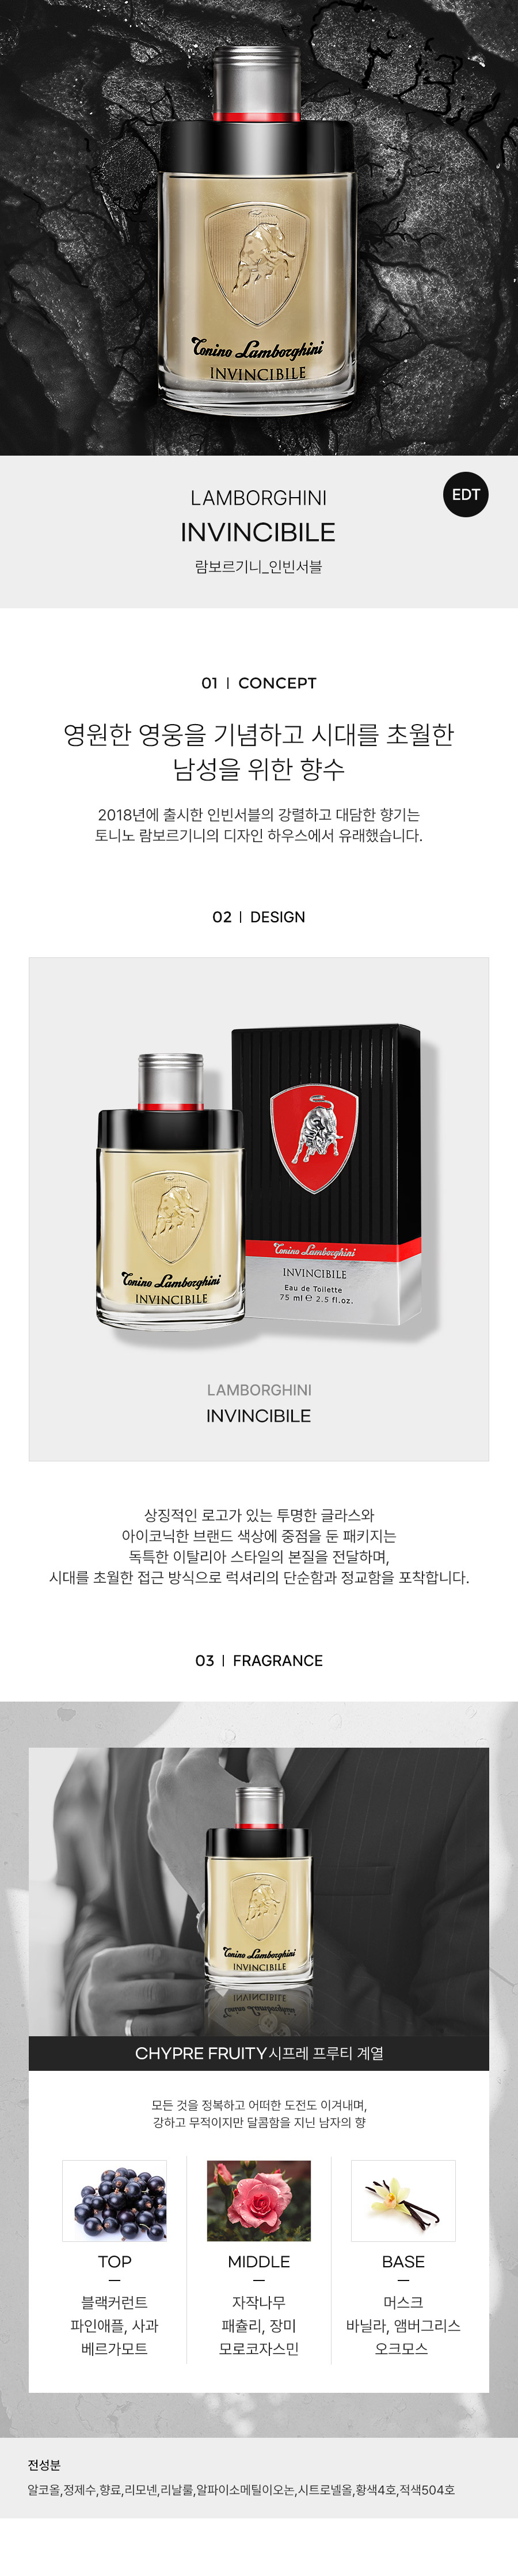 Tonino Lamborghini
INVINCIBILE
EDT
LAMBORGHINI
INVINCIBILE
람보르기니_인빈서블
01 | CONCEPT
영원한 영웅을 기념하고 시대를 초월한
남성을 위한 향수
2018년에 출시한 인빈서블의 강렬하고 대담한 향기는
토니노 람보르기니의 디자인 하우스에서 유래했습니다.
02 | DESIGN
Tonino Lamborghini
INVINCIBILE
Tonino Lamborghini
INVINCIBILE
Eau de Toilette
75 ml ℮ 2.5 fl.oz.
LAMBORGHINI
INVINCIBILE
상징적인 로고가 있는 투명한 글라스와
아이코닉한 브랜드 색상에 중점을 둔 패키지는
독특한 이탈리아 스타일의 본질을 전달하며,
시대를 초월한 접근 방식으로 럭셔리의 단순함과 정교함을 포착합니다.
03 | FRAGRANCE
Tonino Lamborghini
INVINCIBILE
CHYPRE FRUITY 시프레 프루티 계열
모든 것을 정복하고 어떠한 도전도 이겨내며,
강하고 무적이지만 달콤함을 지닌 남자의 향
TOP
블랙커런트
파인애플, 사과
베르가모트
MIDDLE
자작나무
패츌리, 장미
모로코자스민
BASE
머스크
바닐라, 앰버그리스
오크모스
전성분
알코올,정제수,향료,리모넨,리날룰,알파이소메틸이오논,시트로넬올,황색4호,적색504호